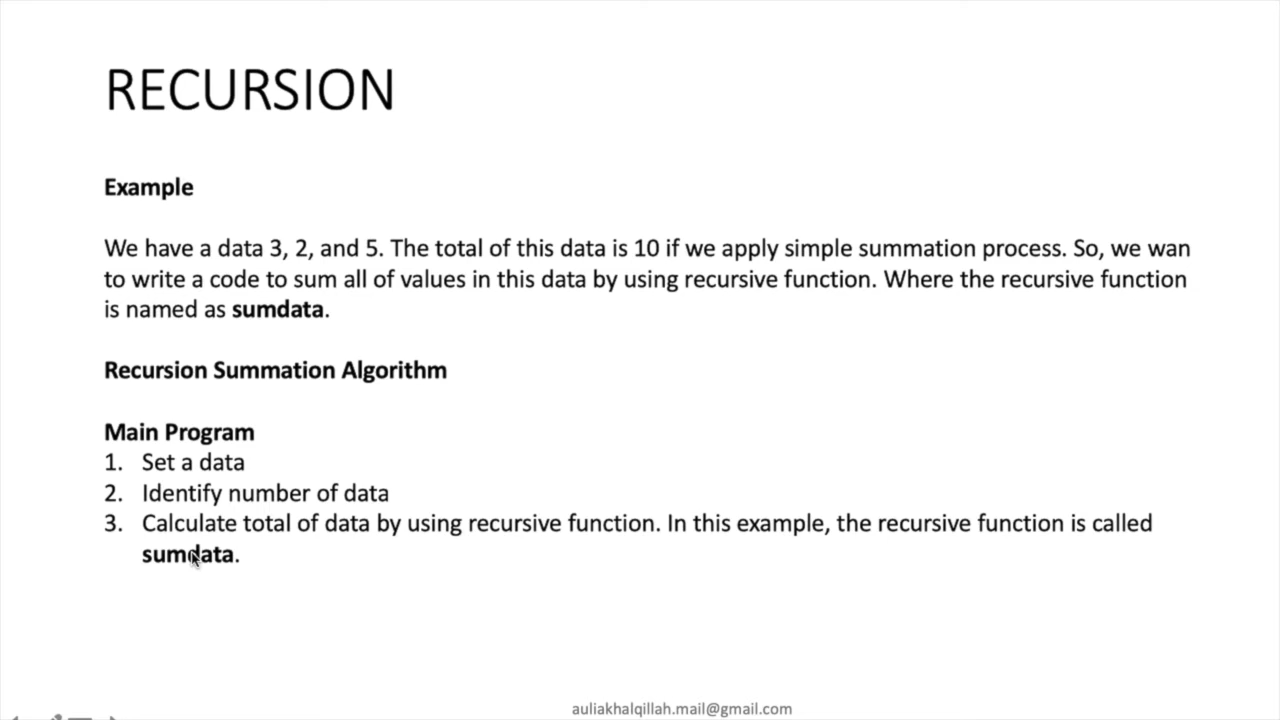 RECURSION
Example
We have a data 3, 2, and 5. The total of this data is 10 if we apply simple summation process. So, we wan
to write a code to sum all of values in this data by using recursive function. Where the recursive function
is named as sumdata.
Recursion Summation Algorithm
Main Program
1. Set a data
2. Identify number of data
3. Calculate total of data by using recursive function. In this example, the recursive function is called
sumdata.
auliakhalqillah.mail@gmail.com